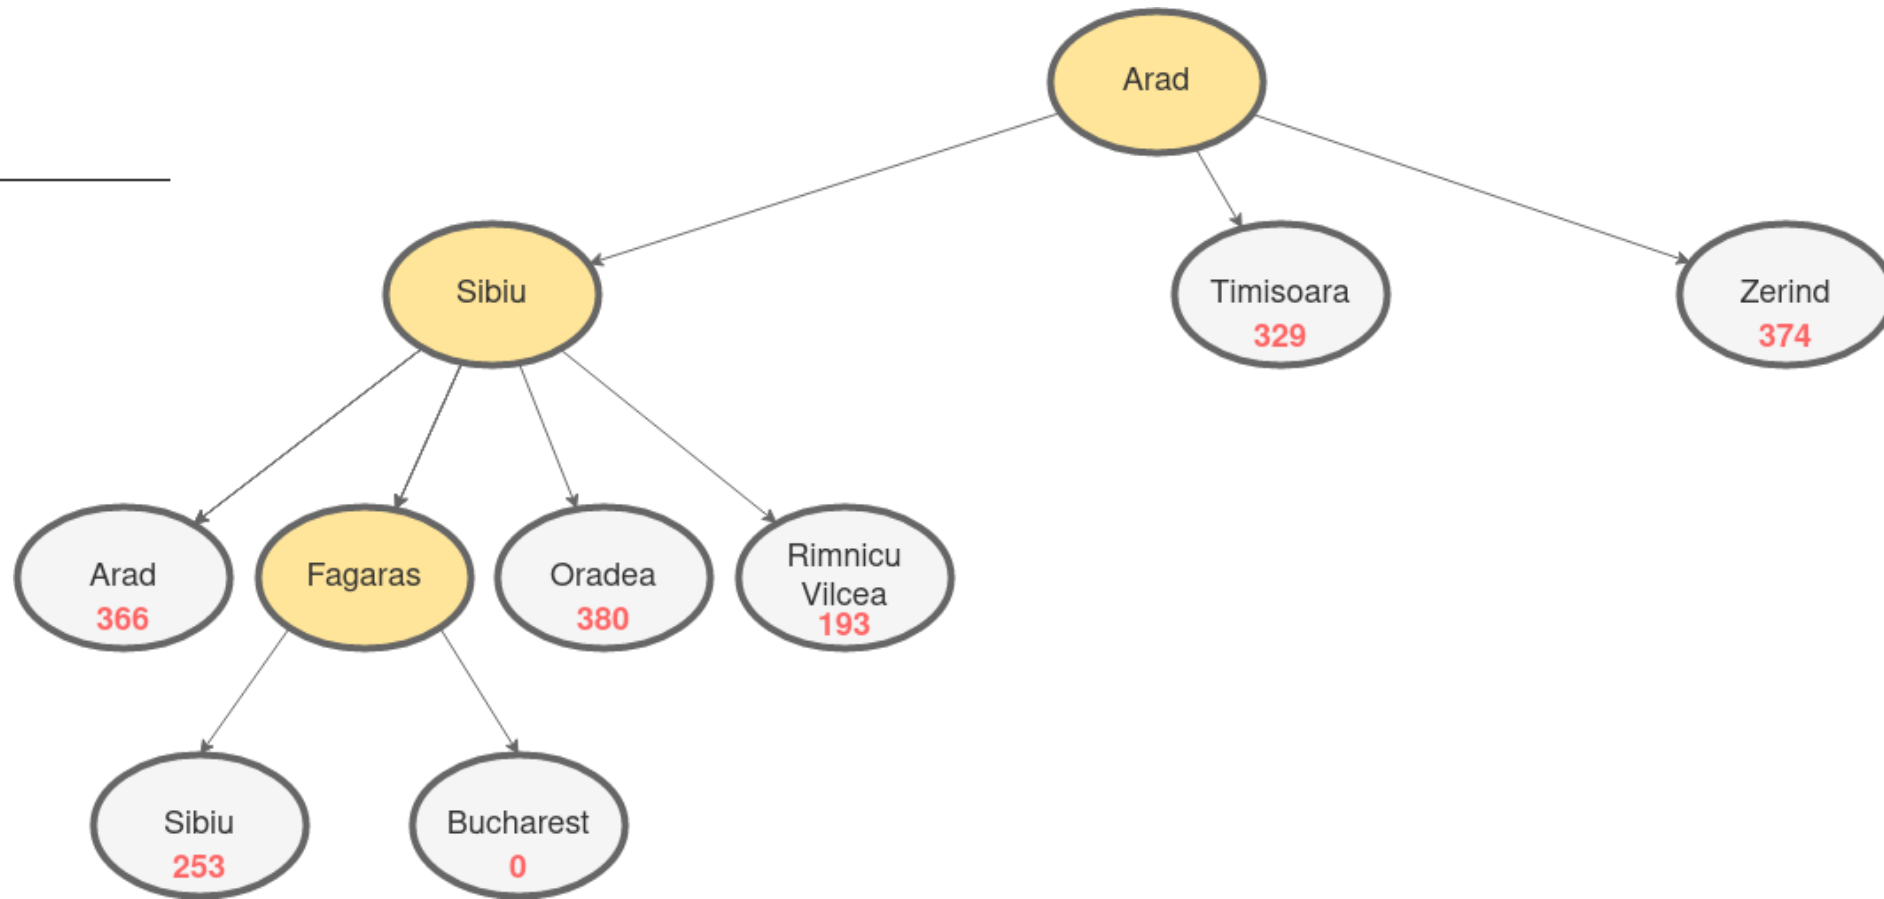 Arad
Sibiu
Timisoara
329
Zerind
374
Arad
366
Fagaras
Oradea
380
Rimnicu
Vilcea
193
Sibiu
253
Bucharest
0